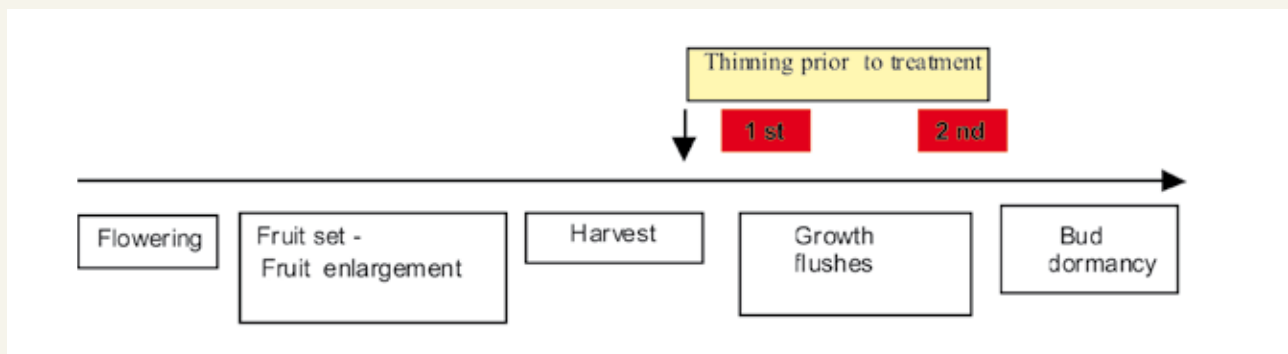 Thinning prior to treatment
1 st
2 nd
Flowering
Fruit set -
Fruit enlargement
Harvest
Growth
flushes
Bud
dormancy